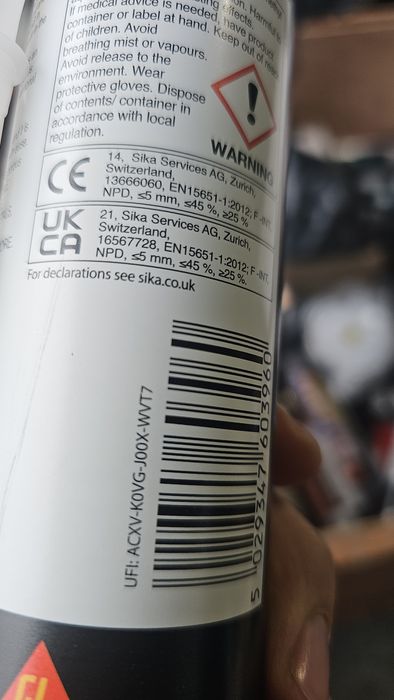 If medical advice is needed, have product
container or label at hand. Keep out of reach
of children. Avoid
breathing mist or vapours.
Avoid release to the
environment. Wear
protective gloves. Dispose
of contents/ container in
accordance with local
regulation.
WARNING
CE
14, Sika Services AG, Zurich,
Switzerland,
13666060, EN15651-1:2012; F-INT,
NPD, ≤5 mm, ≤45 %, ≥25 %
UK
CA
21, Sika Services AG, Zurich,
Switzerland,
16567728, EN15651-1:2012; F-INT,
NPD, ≤5 mm, ≤45 %, ≥25 %.
For declarations see sika.co.uk
UFI: ACXV-K0VG-J00X-WVT7
5 029347 603960